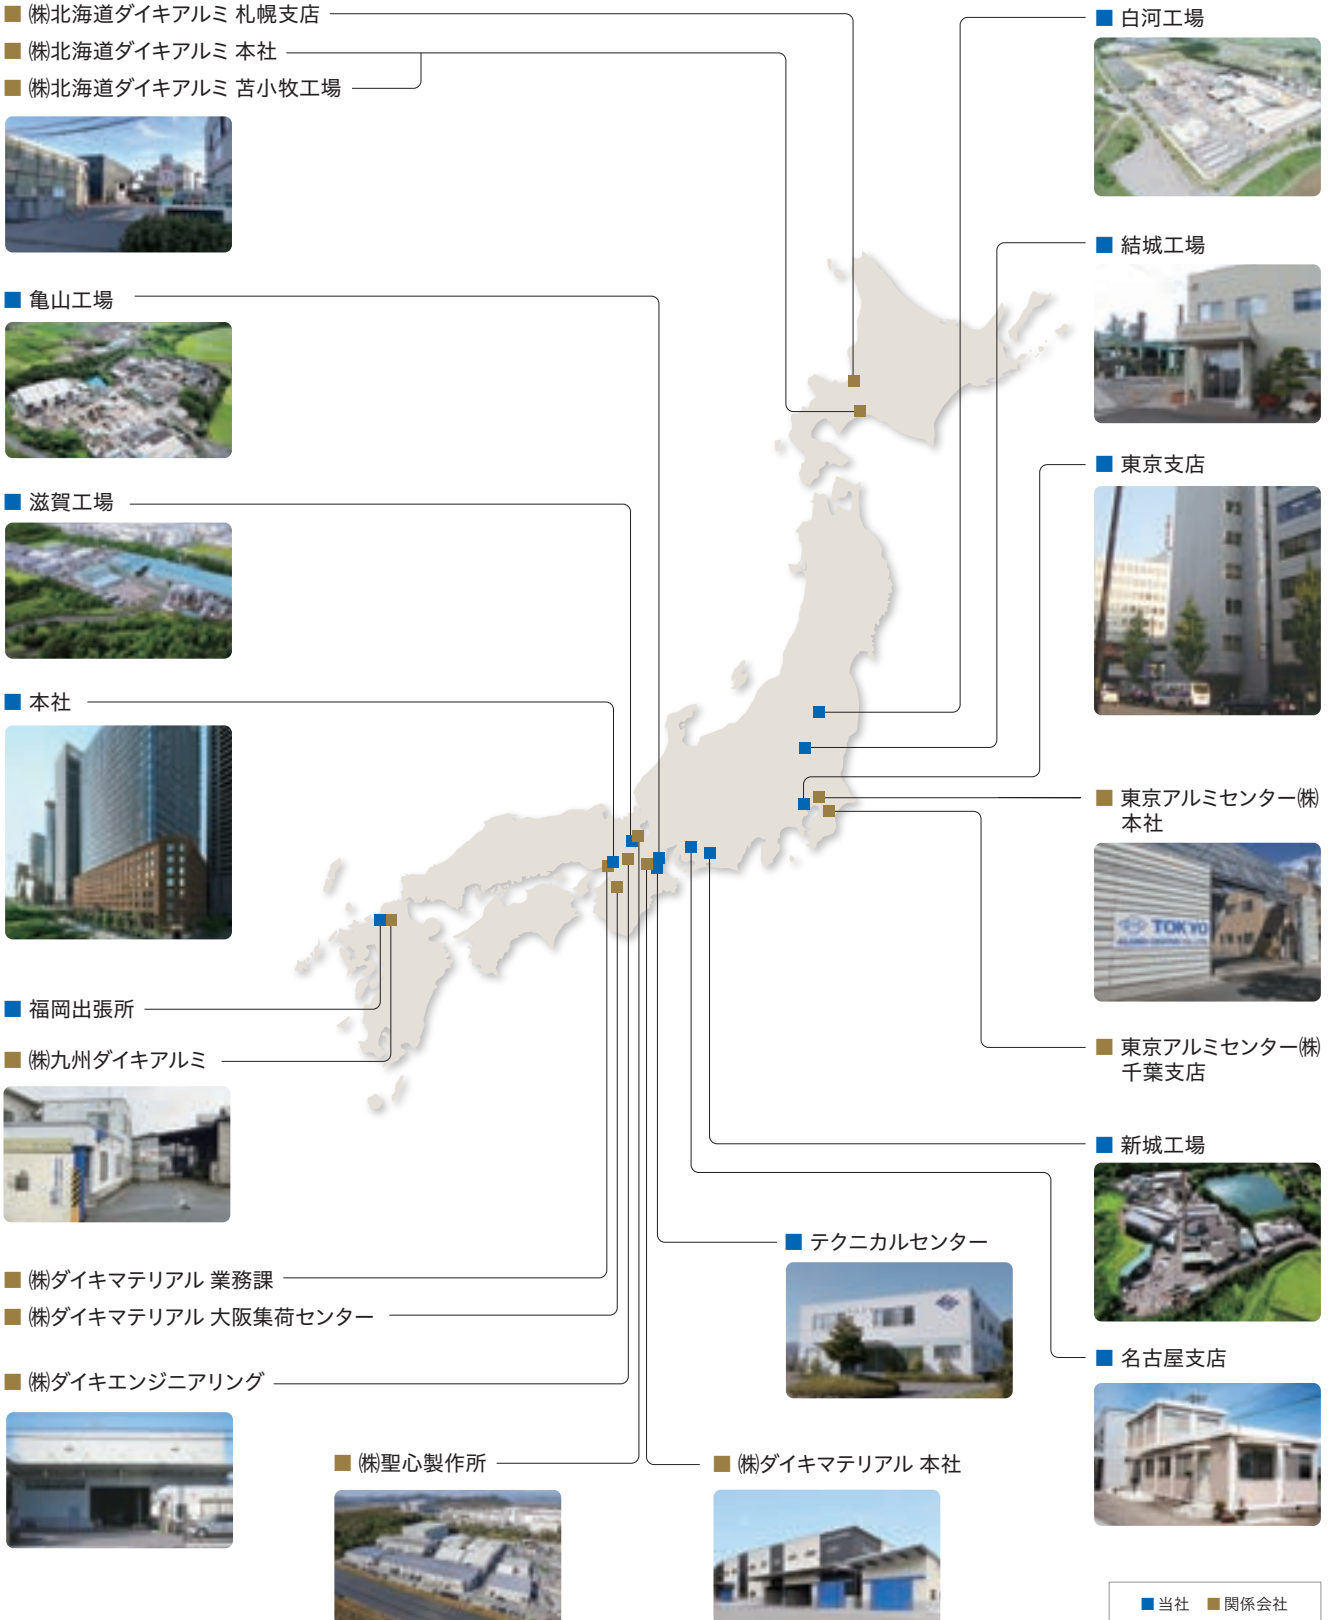 ㈱北海道ダイキアルミ 札幌支店
㈱北海道ダイキアルミ 本社
㈱北海道ダイキアルミ 苫小牧工場
亀山工場
滋賀工場
本社
福岡出張所
㈱九州ダイキアルミ
㈱ダイキマテリアル 業務課
㈱ダイキマテリアル 大阪集荷センター
㈱ダイキエンジニアリング
㈱聖心製作所
㈱ダイキマテリアル 本社
テクニカルセンター
白河工場
結城工場
東京支店
東京アルミセンター㈱
本社
TOKYO
東京アルミセンター㈱
千葉支店
新城工場
名古屋支店
当社 関係会社